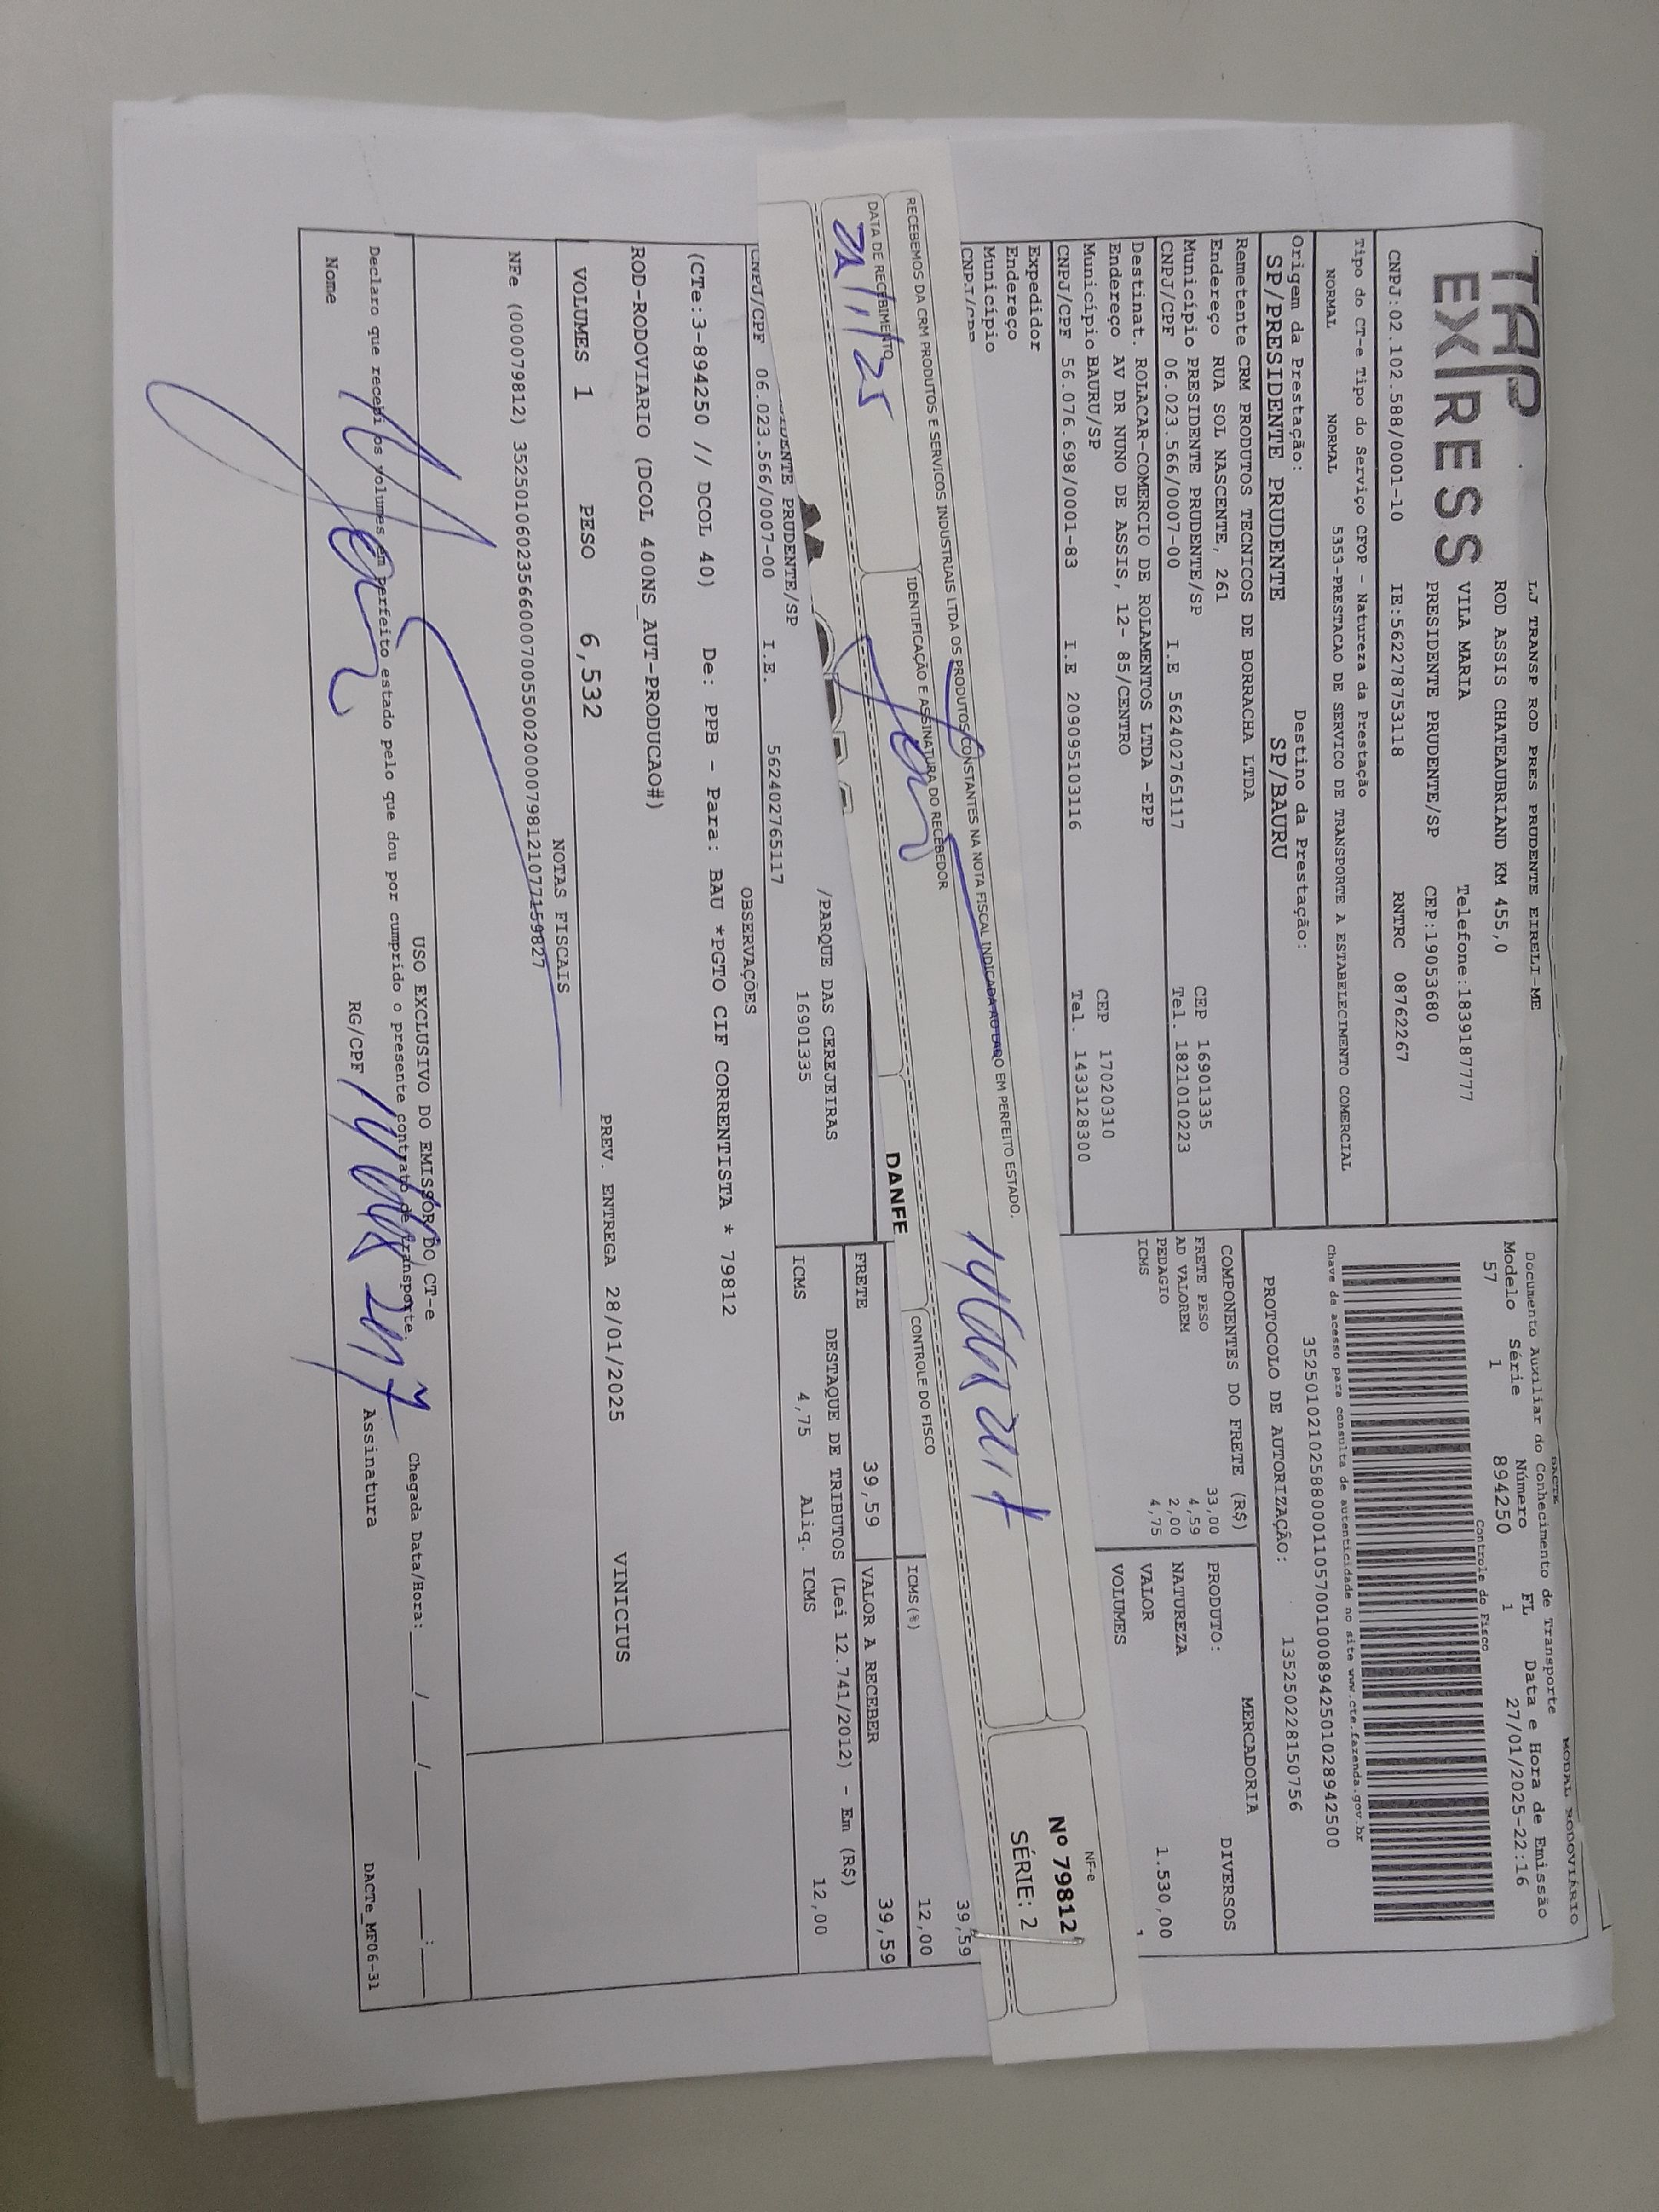 TAP
EXPRESS
LJ TRANSP ROD PRES PRUDENTE EIRELI-ME
ROD ASSIS CHATEAUBRIAND KM 455,0
VILA MARIA Telefone:1839187777
PRESIDENTE PRUDENTE/SP CEP:19053680
CNPJ:02.102.588/0001-10 IE:562278753118 RNTRC 08762267
DACTE
MODAL RODOVIÁRIO
Documento Auxiliar do Conhecimento de Transporte
Modelo Série Número FL Data e Hora de Emissão
57 1 894250 1 27/01/2025-22:16
Controle do Fisco
Chave de acesso para consulta de autenticidade no site www.cte.fazenda.gov.br
35250102102588000110570010008942501028942500
PROTOCOLO DE AUTORIZAÇÃO: 135250228150756
Tipo do CT-e Tipo do Serviço CFOP - Natureza da Prestação
NORMAL NORMAL 5353-PRESTACAO DE SERVICO DE TRANSPORTE A ESTABELECIMENTO COMERCIAL
Origem da Prestação: Destino da Prestação:
SP/PRESIDENTE PRUDENTE SP/BAURU
Remetente CRM PRODUTOS TECNICOS DE BORRACHA LTDA
Endereço RUA SOL NASCENTE, 261
Município PRESIDENTE PRUDENTE/SP CEP 16901335
CNPJ/CPF 06.023.566/0007-00 I.E 562402765117 Tel. 1821010223
Destinat. ROLACAR-COMERCIO DE ROLAMENTOS LTDA -EPP
Endereço AV DR NUNO DE ASSIS, 12- 85/CENTRO
Município BAURU/SP CEP 17020310
CNPJ/CPF 56.076.698/0001-83 I.E 209095103116 Tel. 1433128300
Expedidor
Endereço
Município
CNPJ/CPF
COMPONENTES DO FRETE (R$)
FRETE PESO 33,00
AD VALOREM 4,59
PEDAGIO 2,00
ICMS 4,75
MERCADORIA
PRODUTO: DIVERSOS
NATUREZA
VALOR 1.530,00
VOLUMES
RECEBEMOS DA CRM PRODUTOS E SERVICOS INDUSTRIAIS LTDA OS PRODUTOS CONSTANTES NA NOTA FISCAL INDICADA AO LADO EM PERFEITO ESTADO.
DATA DE RECEBIMENTO IDENTIFICAÇÃO E ASSINATURA DO RECEBEDOR
NF-e
Nº 79812
SÉRIE: 2
DANFE
CONTROLE DO FISCO
39,59
ICMS(%) 12,00
FRETE 39,59 VALOR A RECEBER 39,59
DESTAQUE DE TRIBUTOS (Lei 12.741/2012) - Em (R$)
ICMS 4,75 Aliq. ICMS 12,00
/PARQUE DAS CEREJEIRAS
PRUDENTE/SP 16901335
CNPJ/CPF 06.023.566/0007-00 I.E. 562402765117
OBSERVAÇÕES
(CTe:3-894250 // DCOL 40) De: PPB - Para: BAU *PGTO CIF CORRENTISTA * 79812
ROD-RODOVIARIO (DCOL 400NS_AUT-PRODUCAO#)
VOLUMES 1 PESO 6,532 PREV. ENTREGA 28/01/2025 VINICIUS
NOTAS FISCAIS
NFe (000079812) 35250106023566000700550020000798121077159827
USO EXCLUSIVO DO EMISSOR DO CT-e
Declaro que recebi os volumes em perfeito estado pelo que dou por cumprido o presente contrato de transporte.
Chegada Data/Hora: ___/___/____ __:__
Nome RG/CPF Assinatura
DACTe_MF06-31